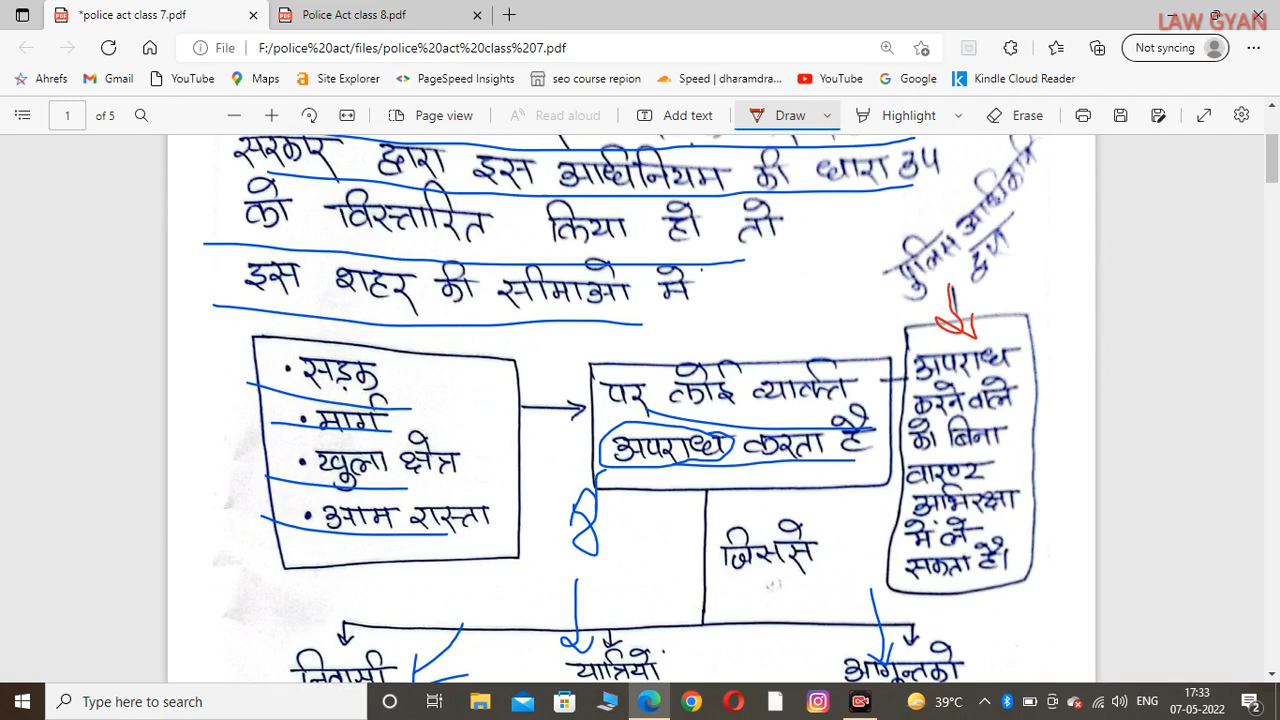 *police act class 7.pdf
Police Act class 8.pdf
LAW GYAN
File
F:/police%20act/files/police%20act%20class%207.pdf
Not syncing
Ahrefs
Gmail
YouTube
Maps
Site Explorer
PageSpeed Insights
seo course repion
Speed | dharamdra...
YouTube
Google
Kindle Cloud Reader
1 of 5
Page view
Read aloud
Add text
Draw
Highlight
Erase
सरकार द्वारा इस अधिनियम की धारा 34
को विस्तारित किया हो तो
इस शहर की सीमाओ में
पुलिस अधिकारी
द्वारा
• सड़क
• मार्ग
• खुला क्षेत्र
• आम रास्ता
पर कोई व्यक्ति
अपराध करता है
जिससे
अपराध
करने वाले
को बिना
वारण्ट
अभिरक्षा
में ले
सकता है।
निवासी
यात्रियों
आगन्तुको
Type here to search
39°C
ENG
17:33
07-05-2022
2